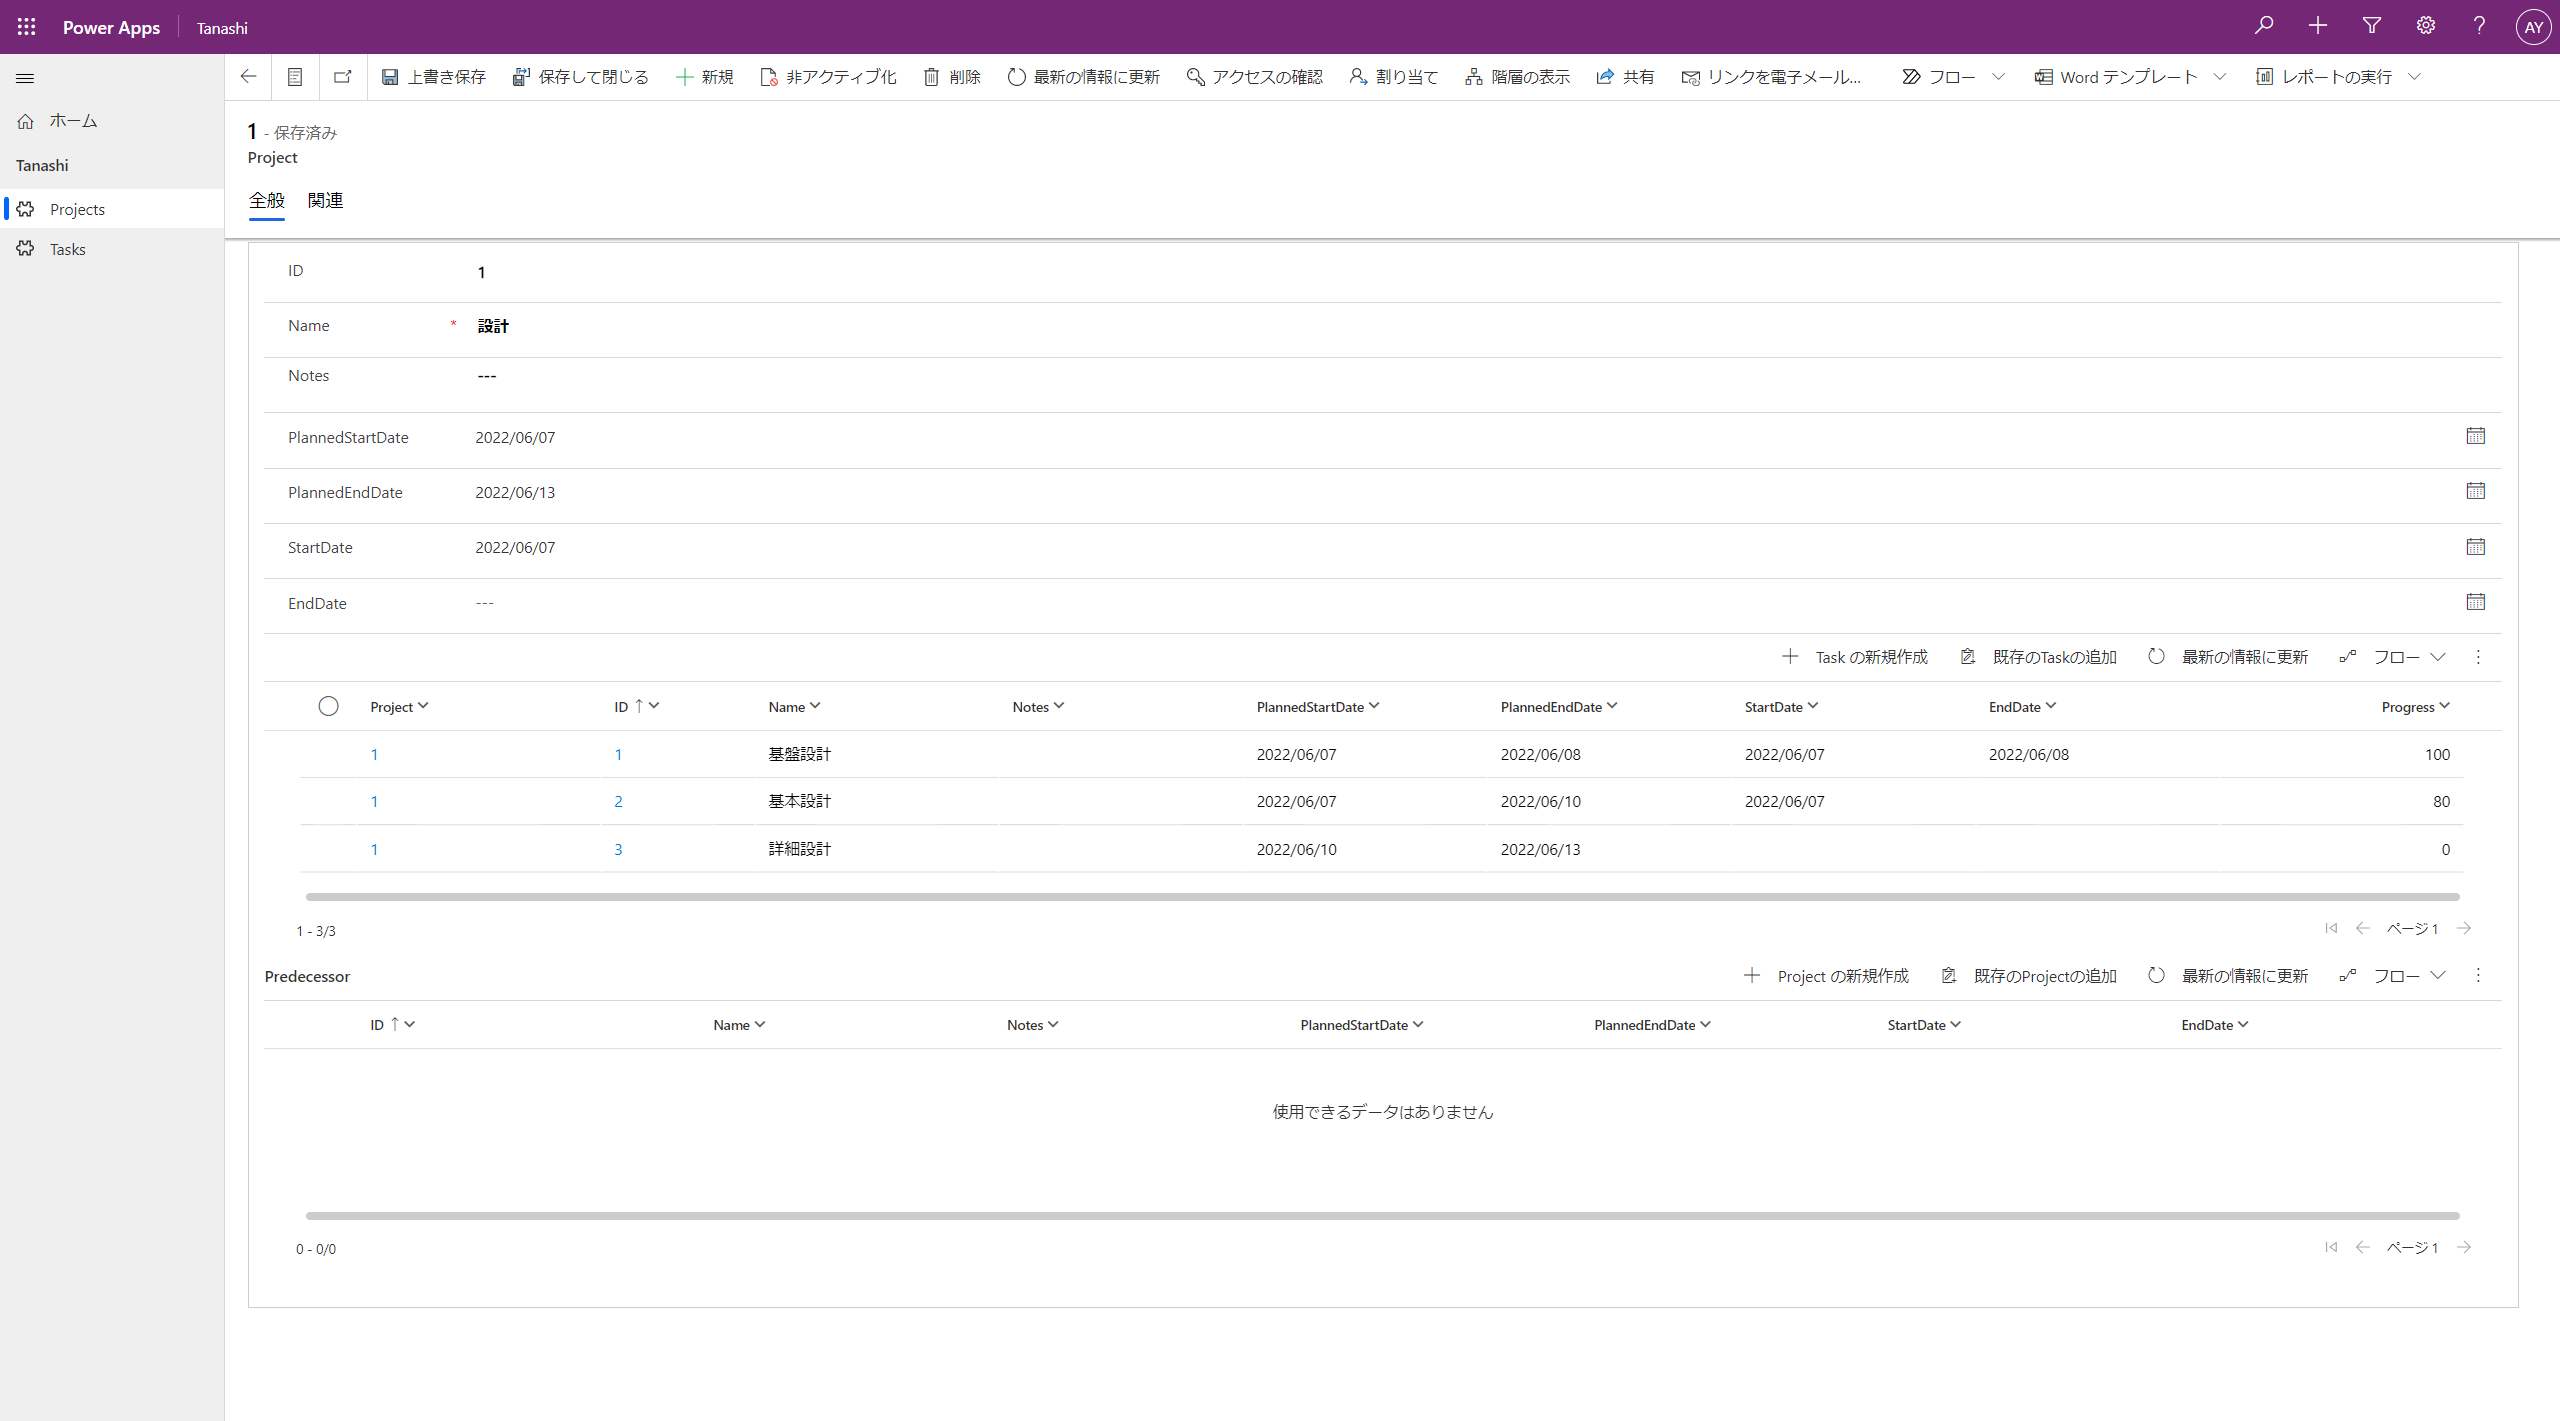 Power Apps Tanashi AY
上書き保存 保存して閉じる 新規 非アクティブ化 削除 最新の情報に更新 アクセスの確認 割り当て 階層の表示 共有 リンクを電子メール... フロー Word テンプレート レポートの実行
ホーム
Tanashi
Projects
Tasks
1 - 保存済み
Project
全般 関連
ID 1
Name * 設計
Notes ---
PlannedStartDate 2022/06/07
PlannedEndDate 2022/06/13
StartDate 2022/06/07
EndDate ---
Task の新規作成 既存のTaskの追加 最新の情報に更新 フロー
Project ID ↑ Name Notes PlannedStartDate PlannedEndDate StartDate EndDate Progress
1 1 基盤設計 2022/06/07 2022/06/08 2022/06/07 2022/06/08 100
1 2 基本設計 2022/06/07 2022/06/10 2022/06/07 80
1 3 詳細設計 2022/06/10 2022/06/13 0
1 - 3/3 ページ 1
Predecessor Project の新規作成 既存のProjectの追加 最新の情報に更新 フロー
ID ↑ Name Notes PlannedStartDate PlannedEndDate StartDate EndDate
使用できるデータはありません
0 - 0/0 ページ 1